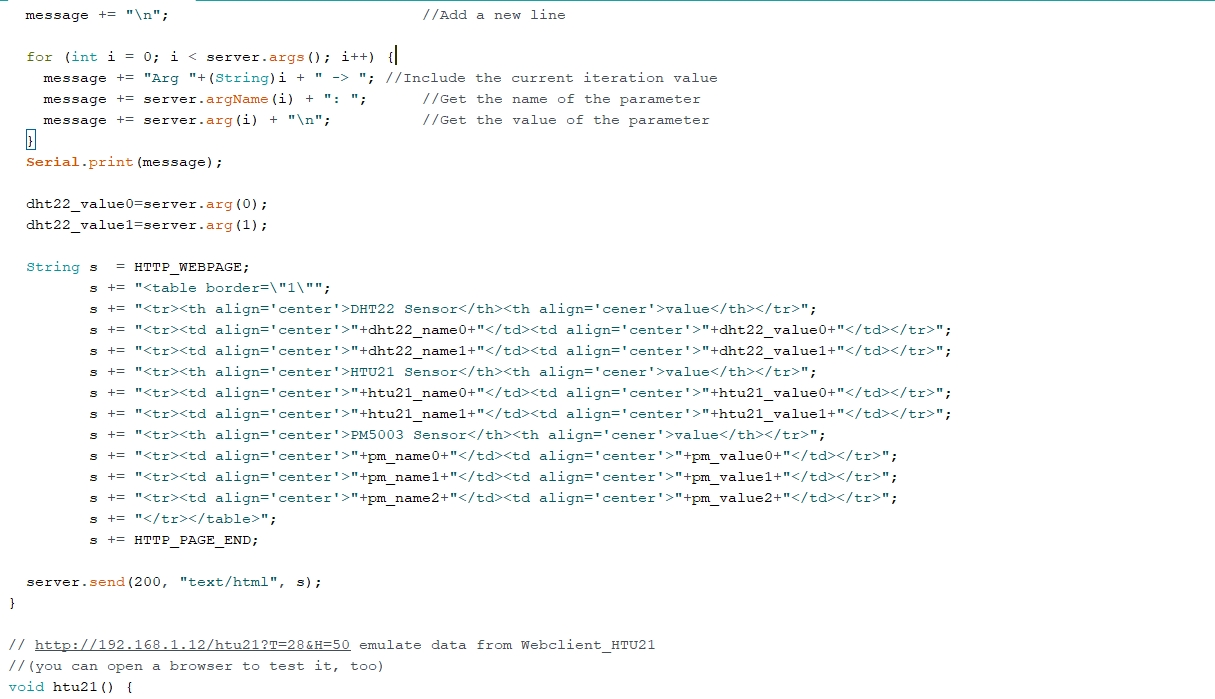 message += "\n"; //Add a new line
for (int i = 0; i < server.args(); i++) {
message += "Arg "+(String)i + " -> "; //Include the current iteration value
message += server.argName(i) + ": "; //Get the name of the parameter
message += server.arg(i) + "\n"; //Get the value of the parameter
}
Serial.print(message);
dht22_value0=server.arg(0);
dht22_value1=server.arg(1);
String s = HTTP_WEBPAGE;
s += "<table border=\"1\"";
s += "<tr><th align='center'>DHT22 Sensor</th><th align='cener'>value</th></tr>";
s += "<tr><td align='center'>"+dht22_name0+"</td><td align='center'>"+dht22_value0+"</td></tr>";
s += "<tr><td align='center'>"+dht22_name1+"</td><td align='center'>"+dht22_value1+"</td></tr>";
s += "<tr><th align='center'>HTU21 Sensor</th><th align='cener'>value</th></tr>";
s += "<tr><td align='center'>"+htu21_name0+"</td><td align='center'>"+htu21_value0+"</td></tr>";
s += "<tr><td align='center'>"+htu21_name1+"</td><td align='center'>"+htu21_value1+"</td></tr>";
s += "<tr><th align='center'>PM5003 Sensor</th><th align='cener'>value</th></tr>";
s += "<tr><td align='center'>"+pm_name0+"</td><td align='center'>"+pm_value0+"</td></tr>";
s += "<tr><td align='center'>"+pm_name1+"</td><td align='center'>"+pm_value1+"</td></tr>";
s += "<tr><td align='center'>"+pm_name2+"</td><td align='center'>"+pm_value2+"</td></tr>";
s += "</tr></table>";
s += HTTP_PAGE_END;
server.send(200, "text/html", s);
}
// http://192.168.1.12/htu21?T=28&H=50 emulate data from Webclient_HTU21
//(you can open a browser to test it, too)
void htu21() {